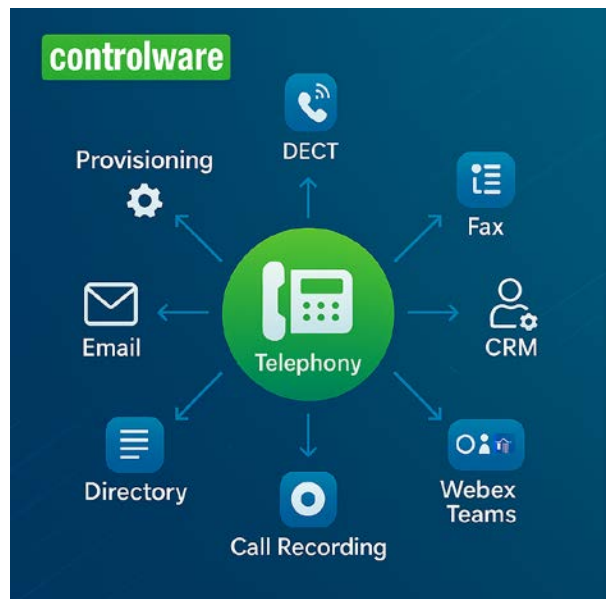 controlware
DECT
Provisioning
Fax
Email
Telephony
CRM
Directory
Webex
Teams
Call Recording